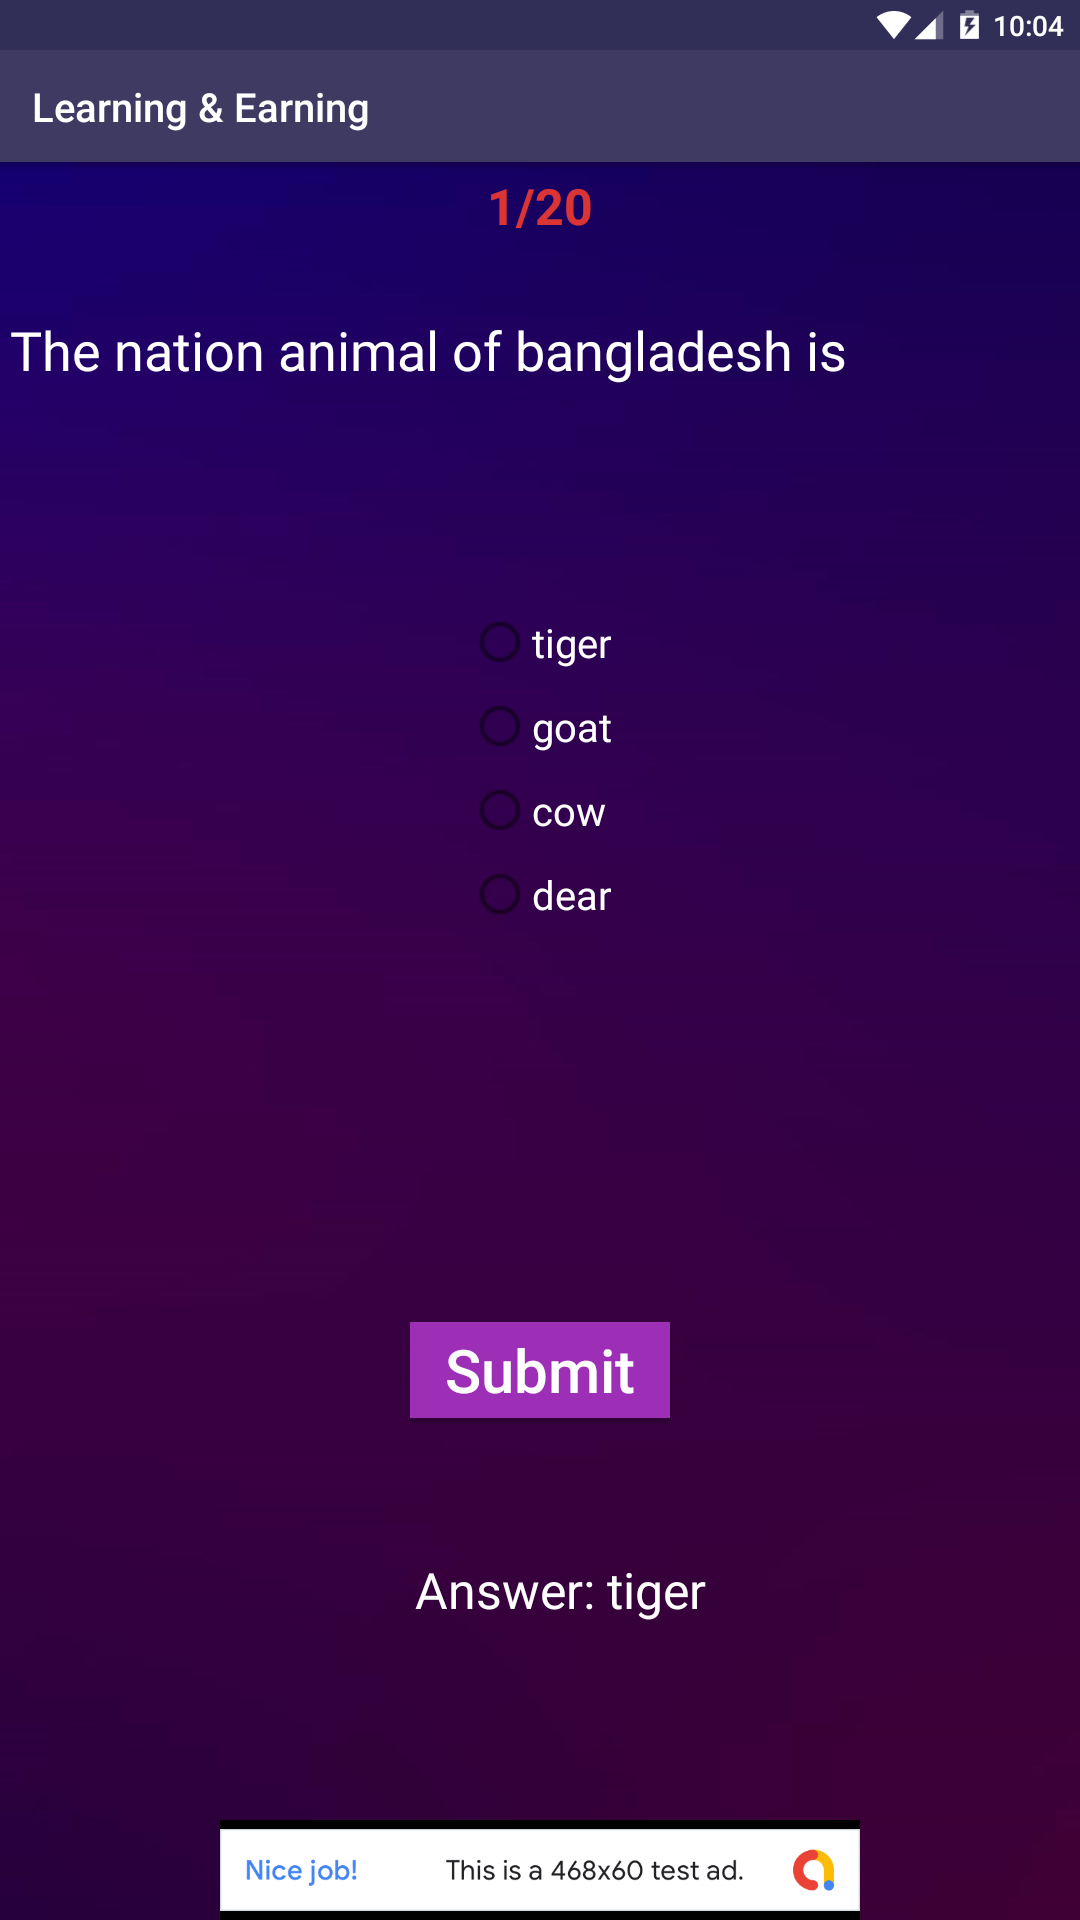 10:04
Learning & Earning
1/20
The nation animal of bangladesh is
tiger
goat
cow
dear
Submit
Answer: tiger
Nice job! This is a 468x60 test ad.